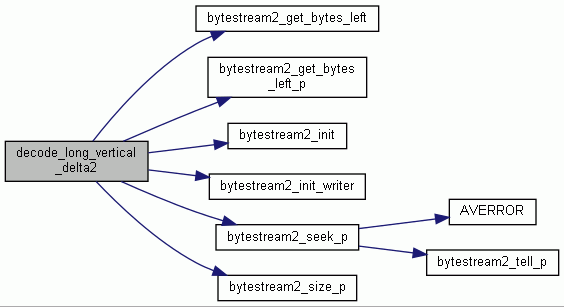 bytestream2_get_bytes_left
bytestream2_get_bytes
_left_p
bytestream2_init
decode_long_vertical
_delta2
bytestream2_init_writer
AVERROR
bytestream2_seek_p
bytestream2_tell_p
bytestream2_size_p